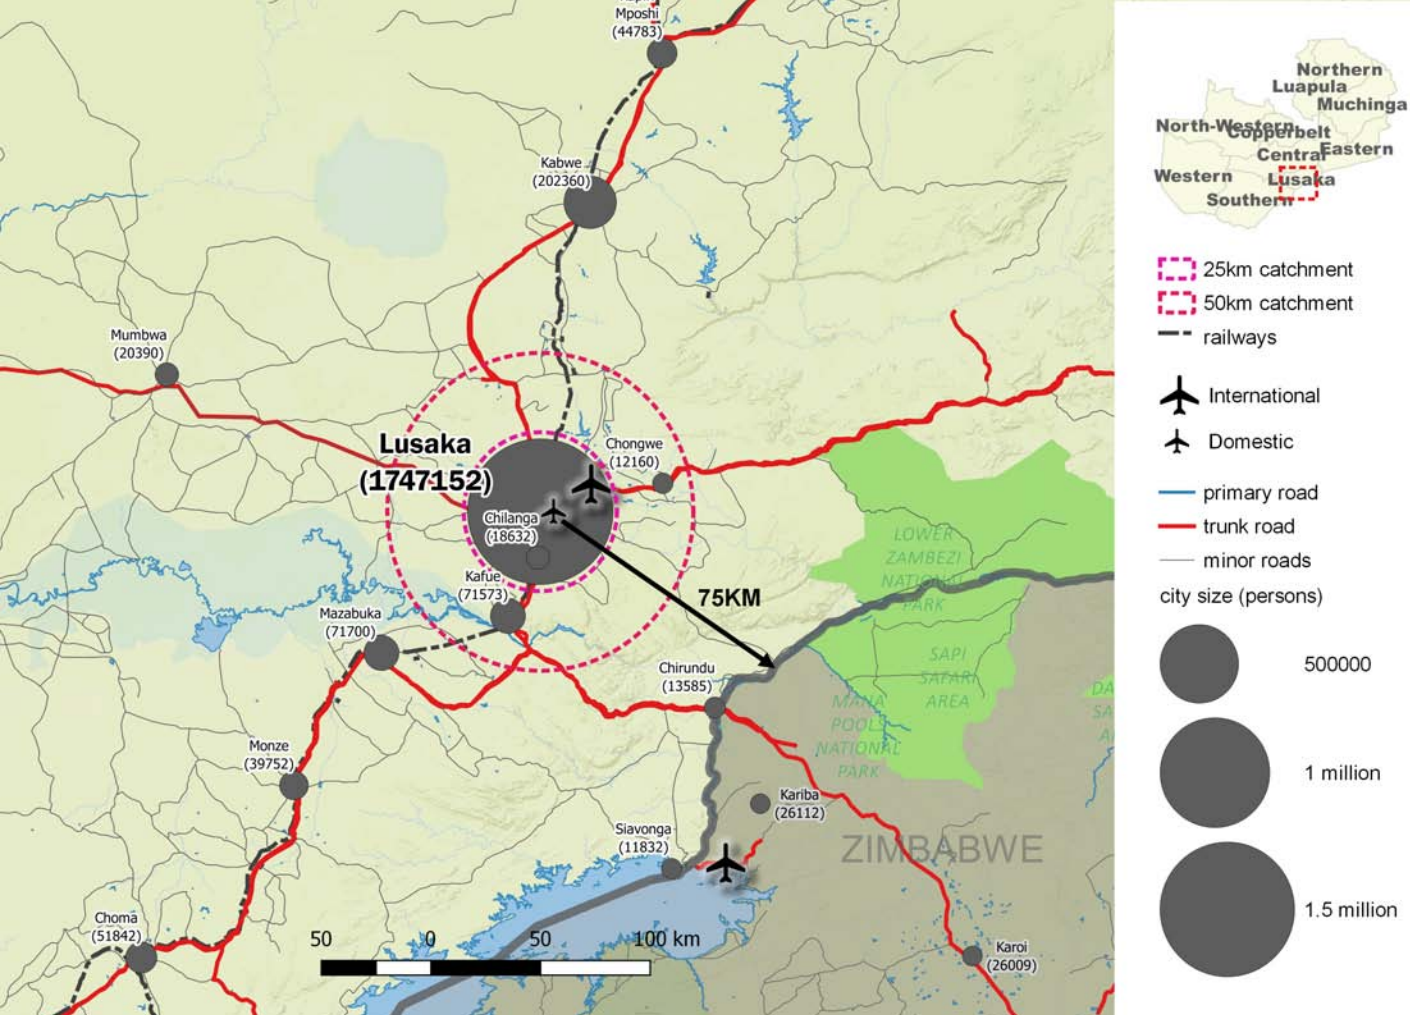 Mposhi
(44783)
Kabwe
(202360)
Mumbwa
(20390)
Lusaka
(1747152)
Chongwe
(12160)
Chilanga
(18632)
Kafue
(71573)
Mazabuka
(71700)
75KM
Chirundu
(13585)
Monze
(39752)
Siavonga
(11832)
Kariba
(26112)
Choma
(51842)
Karoi
(26009)
LOWER
ZAMBEZI
NATIONAL
PARK
SAPI
SAFARI
AREA
MANA
POOLS
NATIONAL
PARK
DA
SA
A
ZIMBABWE
50 0 50 100 km
Northern
Luapula
Muchinga
North-Western
Copperbelt
Eastern
Central
Western
Lusaka
Southern
25km catchment
50km catchment
railways
International
Domestic
primary road
trunk road
minor roads
city size (persons)
500000
1 million
1.5 million